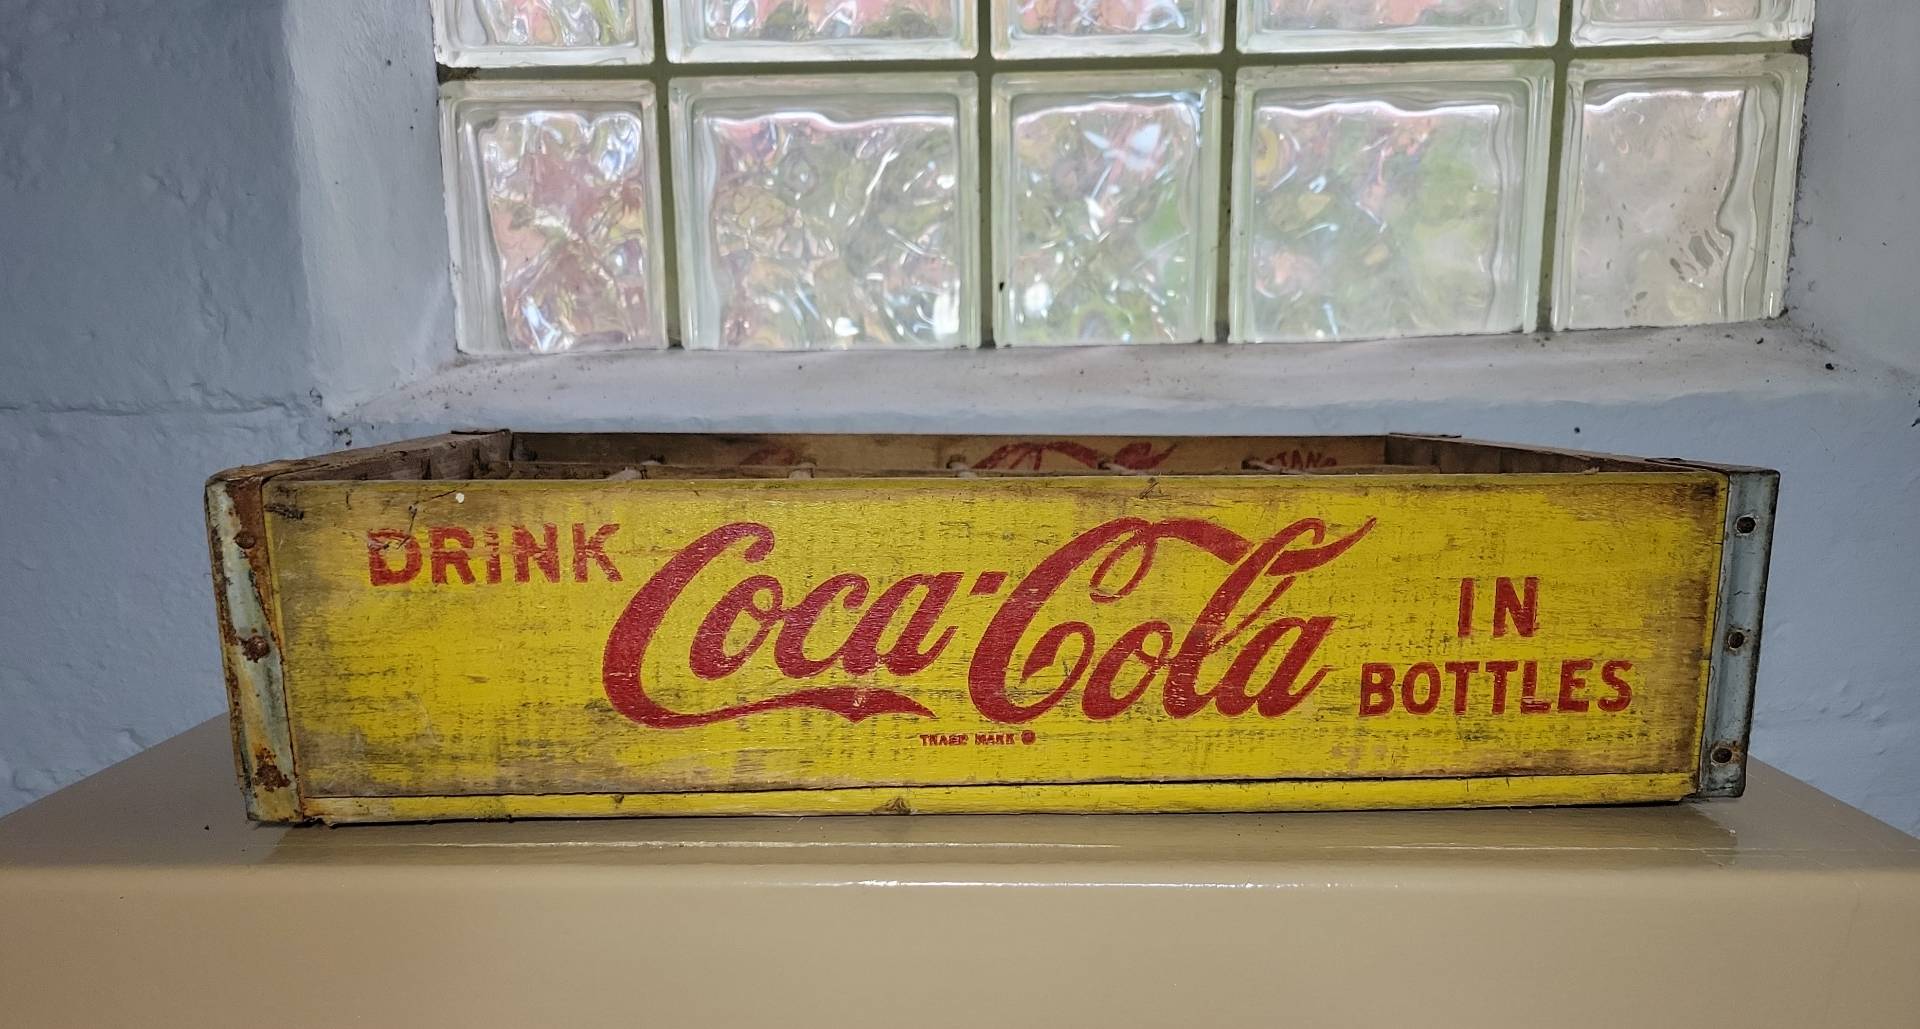 DRINK Coca-Cola IN
BOTTLES
TRADE MARK ®